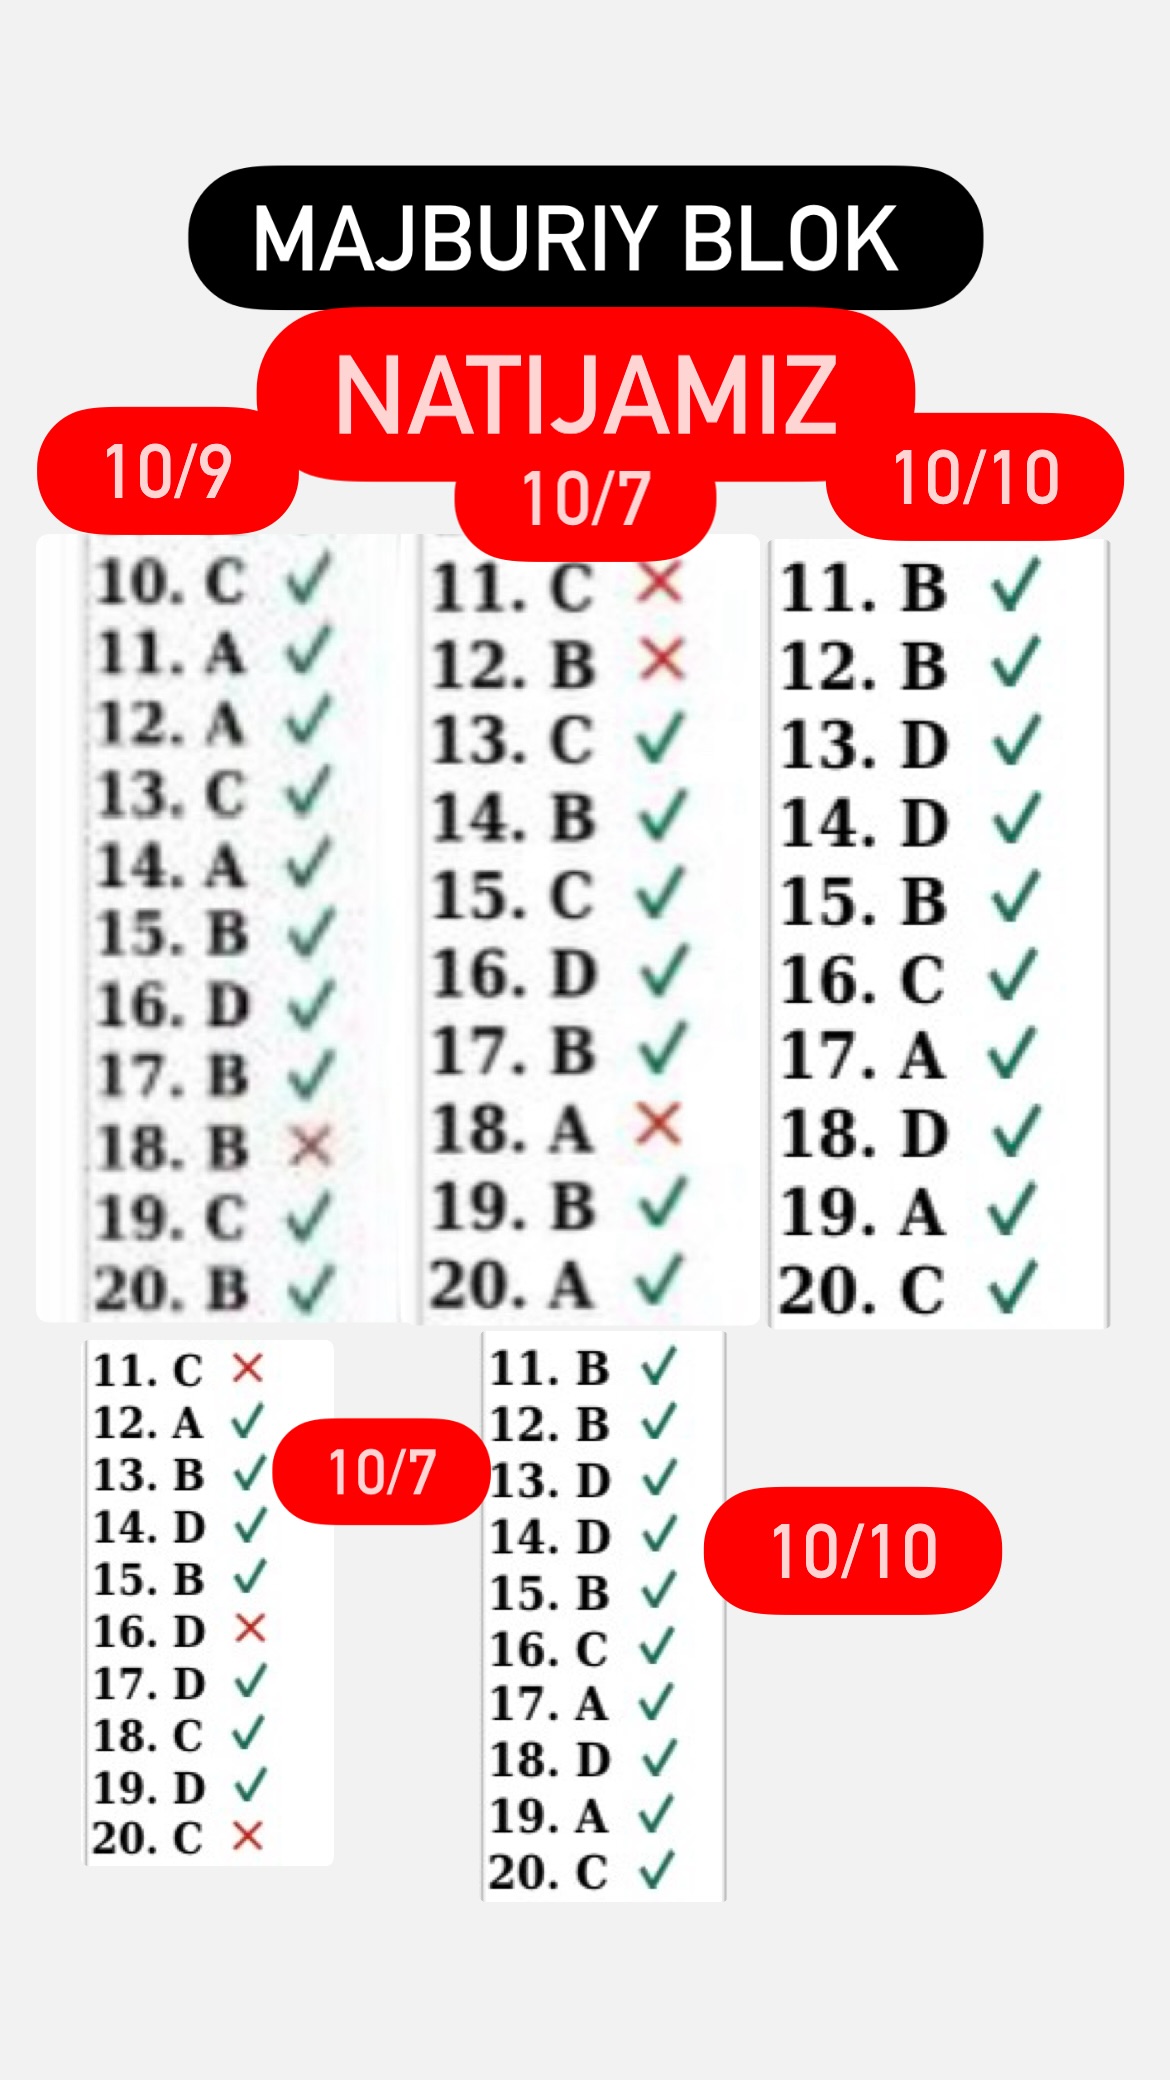 MAJBURIY BLOK
NATIJAMIZ
10/9
10. C ✓
11. A ✓
12. A ✓
13. C ✓
14. A ✓
15. B ✓
16. D ✓
17. B ✓
18. B ✗
19. C ✓
20. B ✓
10/7
11. C ✗
12. B ✗
13. C ✓
14. B ✓
15. C ✓
16. D ✓
17. B ✓
18. A ✗
19. B ✓
20. A ✓
10/10
11. B ✓
12. B ✓
13. D ✓
14. D ✓
15. B ✓
16. C ✓
17. A ✓
18. D ✓
19. A ✓
20. C ✓
11. C ✗
12. A ✓
13. B ✓
14. D ✓
15. B ✓
16. D ✗
17. D ✓
18. C ✓
19. D ✓
20. C ✗
10/7
11. B ✓
12. B ✓
13. D ✓
14. D ✓
15. B ✓
16. C ✓
17. A ✓
18. D ✓
19. A ✓
20. C ✓
10/10